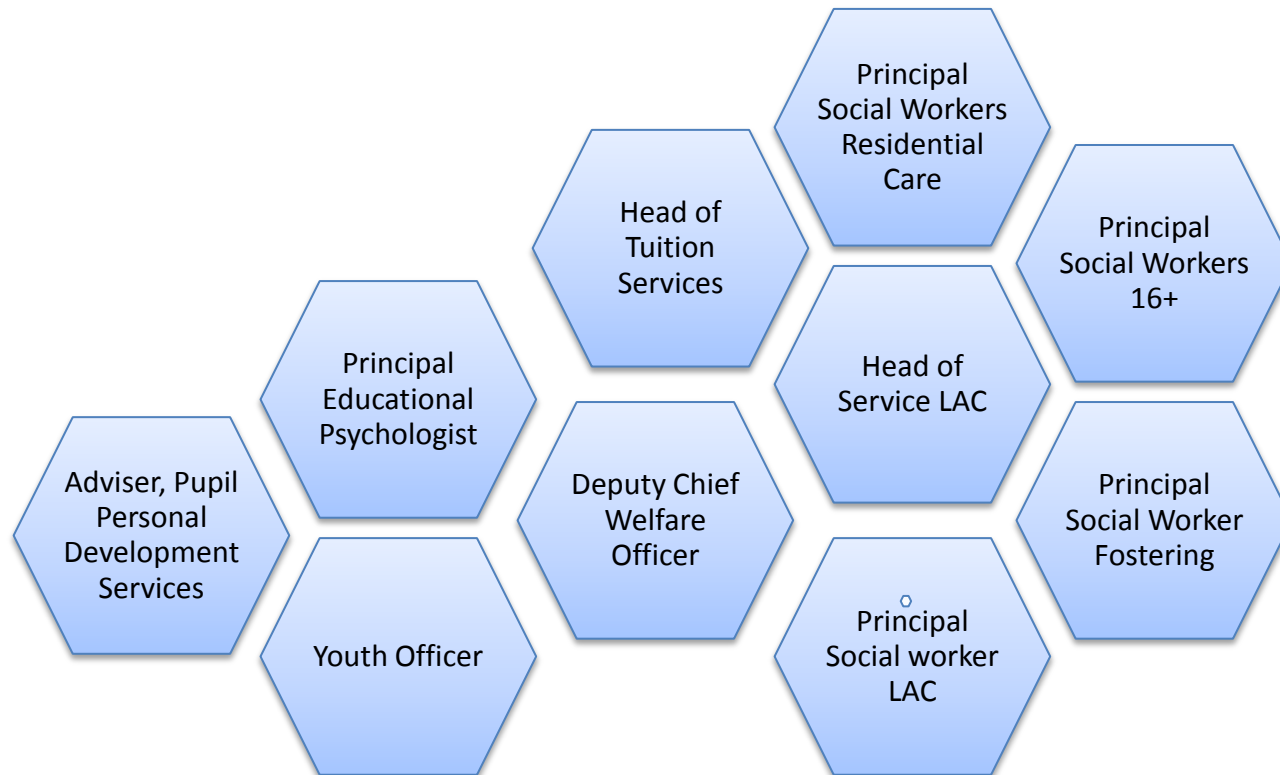 Principal
Social Workers
Residential
Care
Head of
Tuition
Services
Principal
Social Workers
16+
Principal
Educational
Psychologist
Head of
Service LAC
Adviser, Pupil
Personal
Development
Services
Deputy Chief
Welfare
Officer
Principal
Social Worker
Fostering
Youth Officer
Principal
Social worker
LAC